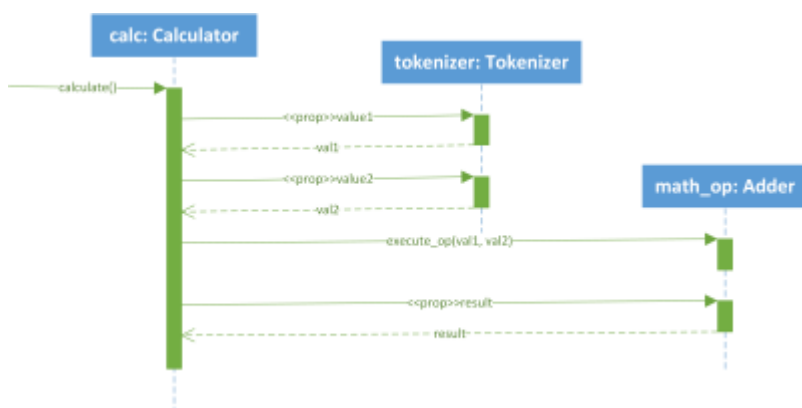 calc: Calculator
tokenizer: Tokenizer
calculate()
<<prop>>value1
val1
<<prop>>value2
val2
math_op: Adder
execute_op(val1, val2)
<<prop>>result
result